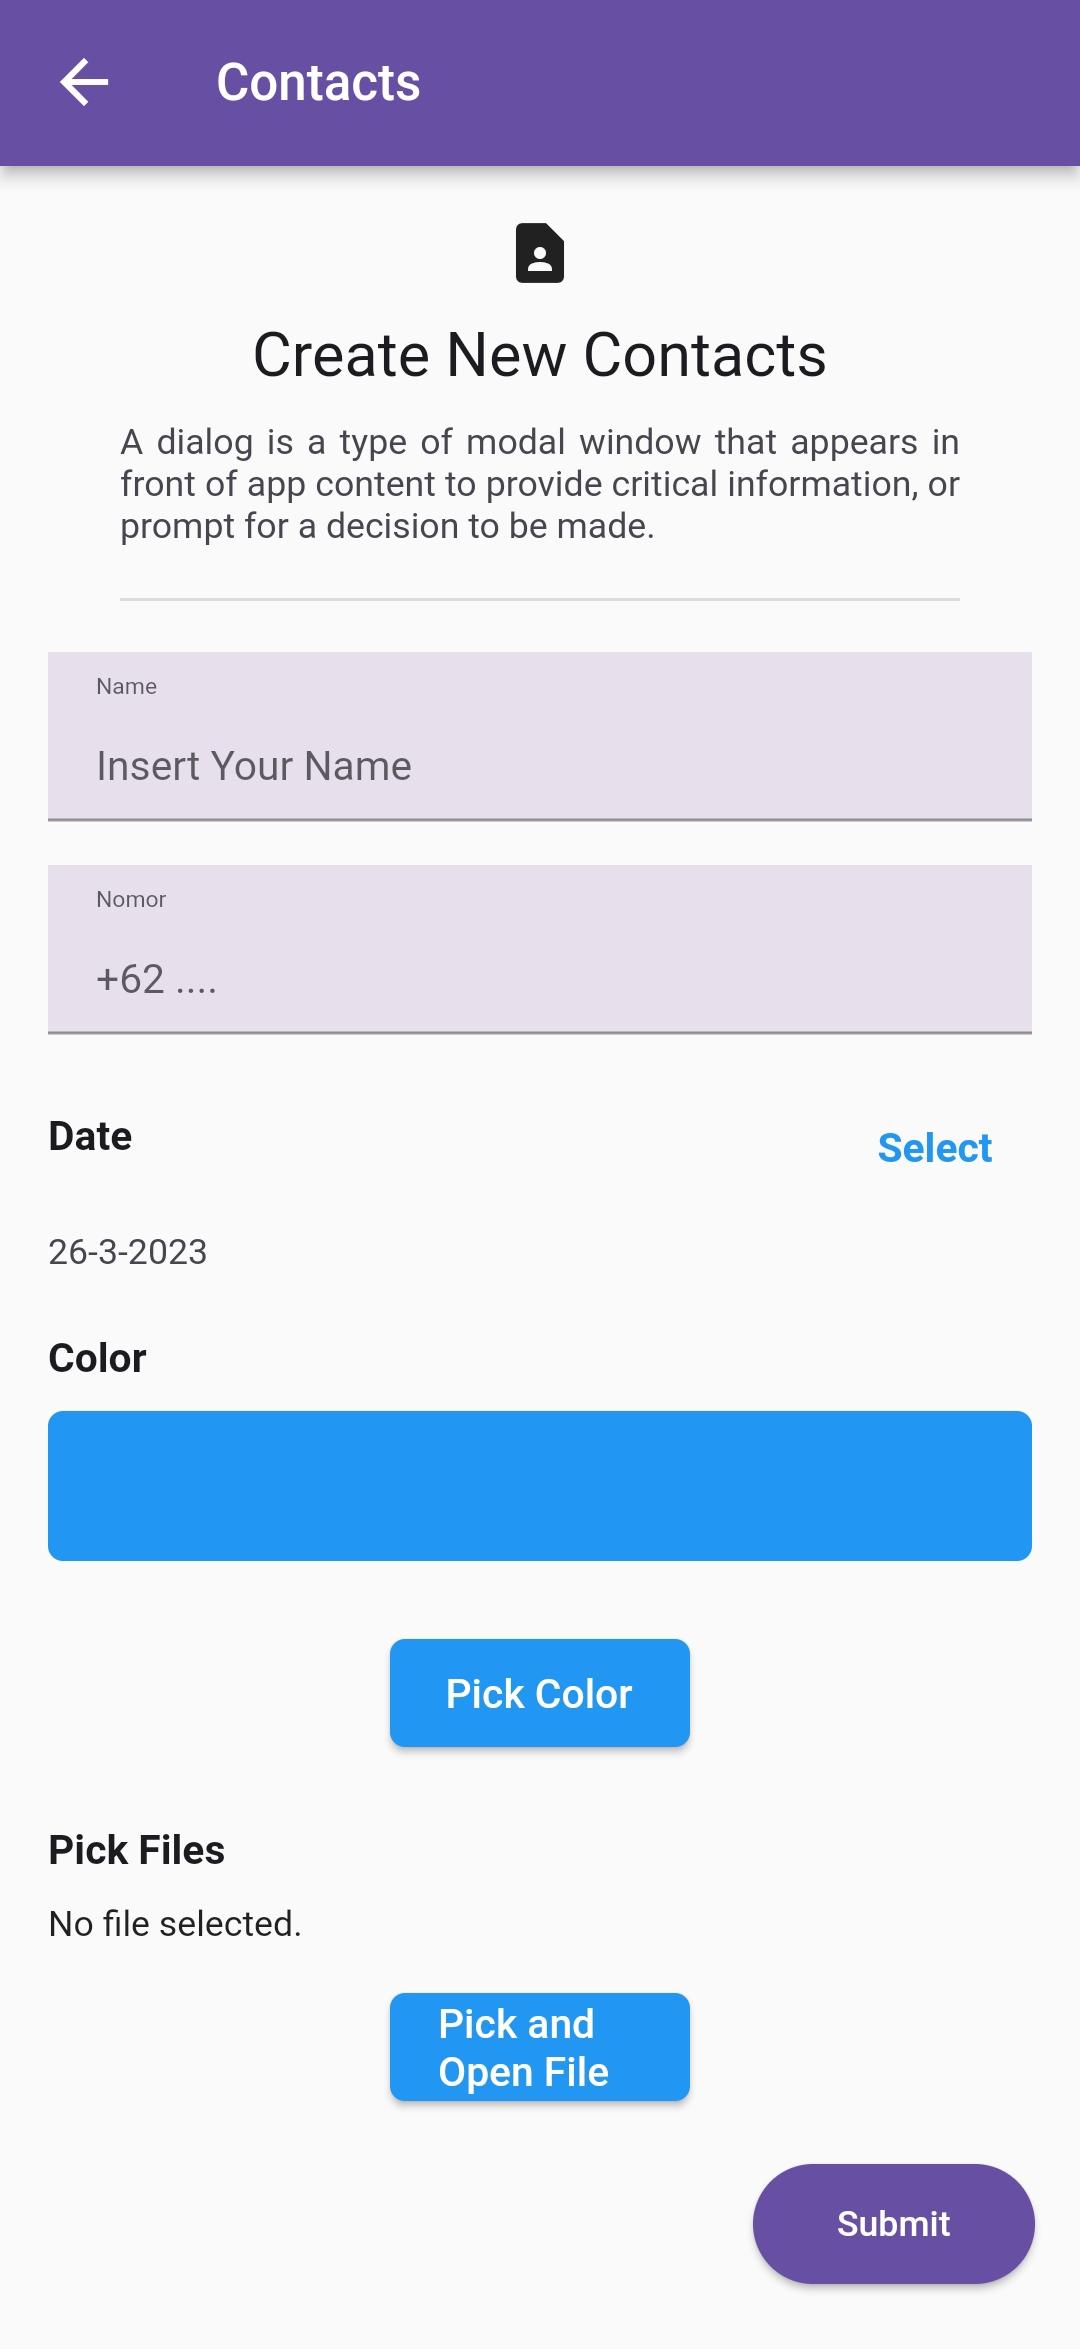 Contacts
Create New Contacts
A dialog is a type of modal window that appears in
front of app content to provide critical information, or
prompt for a decision to be made.
Name
Insert Your Name
Nomor
+62 ....
Date
Select
26-3-2023
Color
Pick Color
Pick Files
No file selected.
Pick and
Open File
Submit